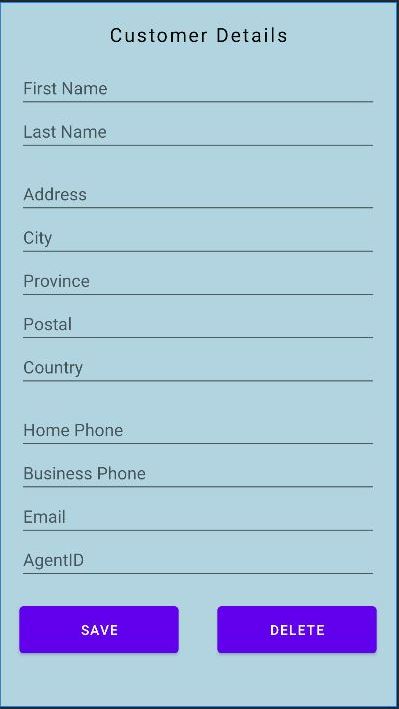 Customer Details
First Name
Last Name
Address
City
Province
Postal
Country
Home Phone
Business Phone
Email
AgentID
SAVE DELETE